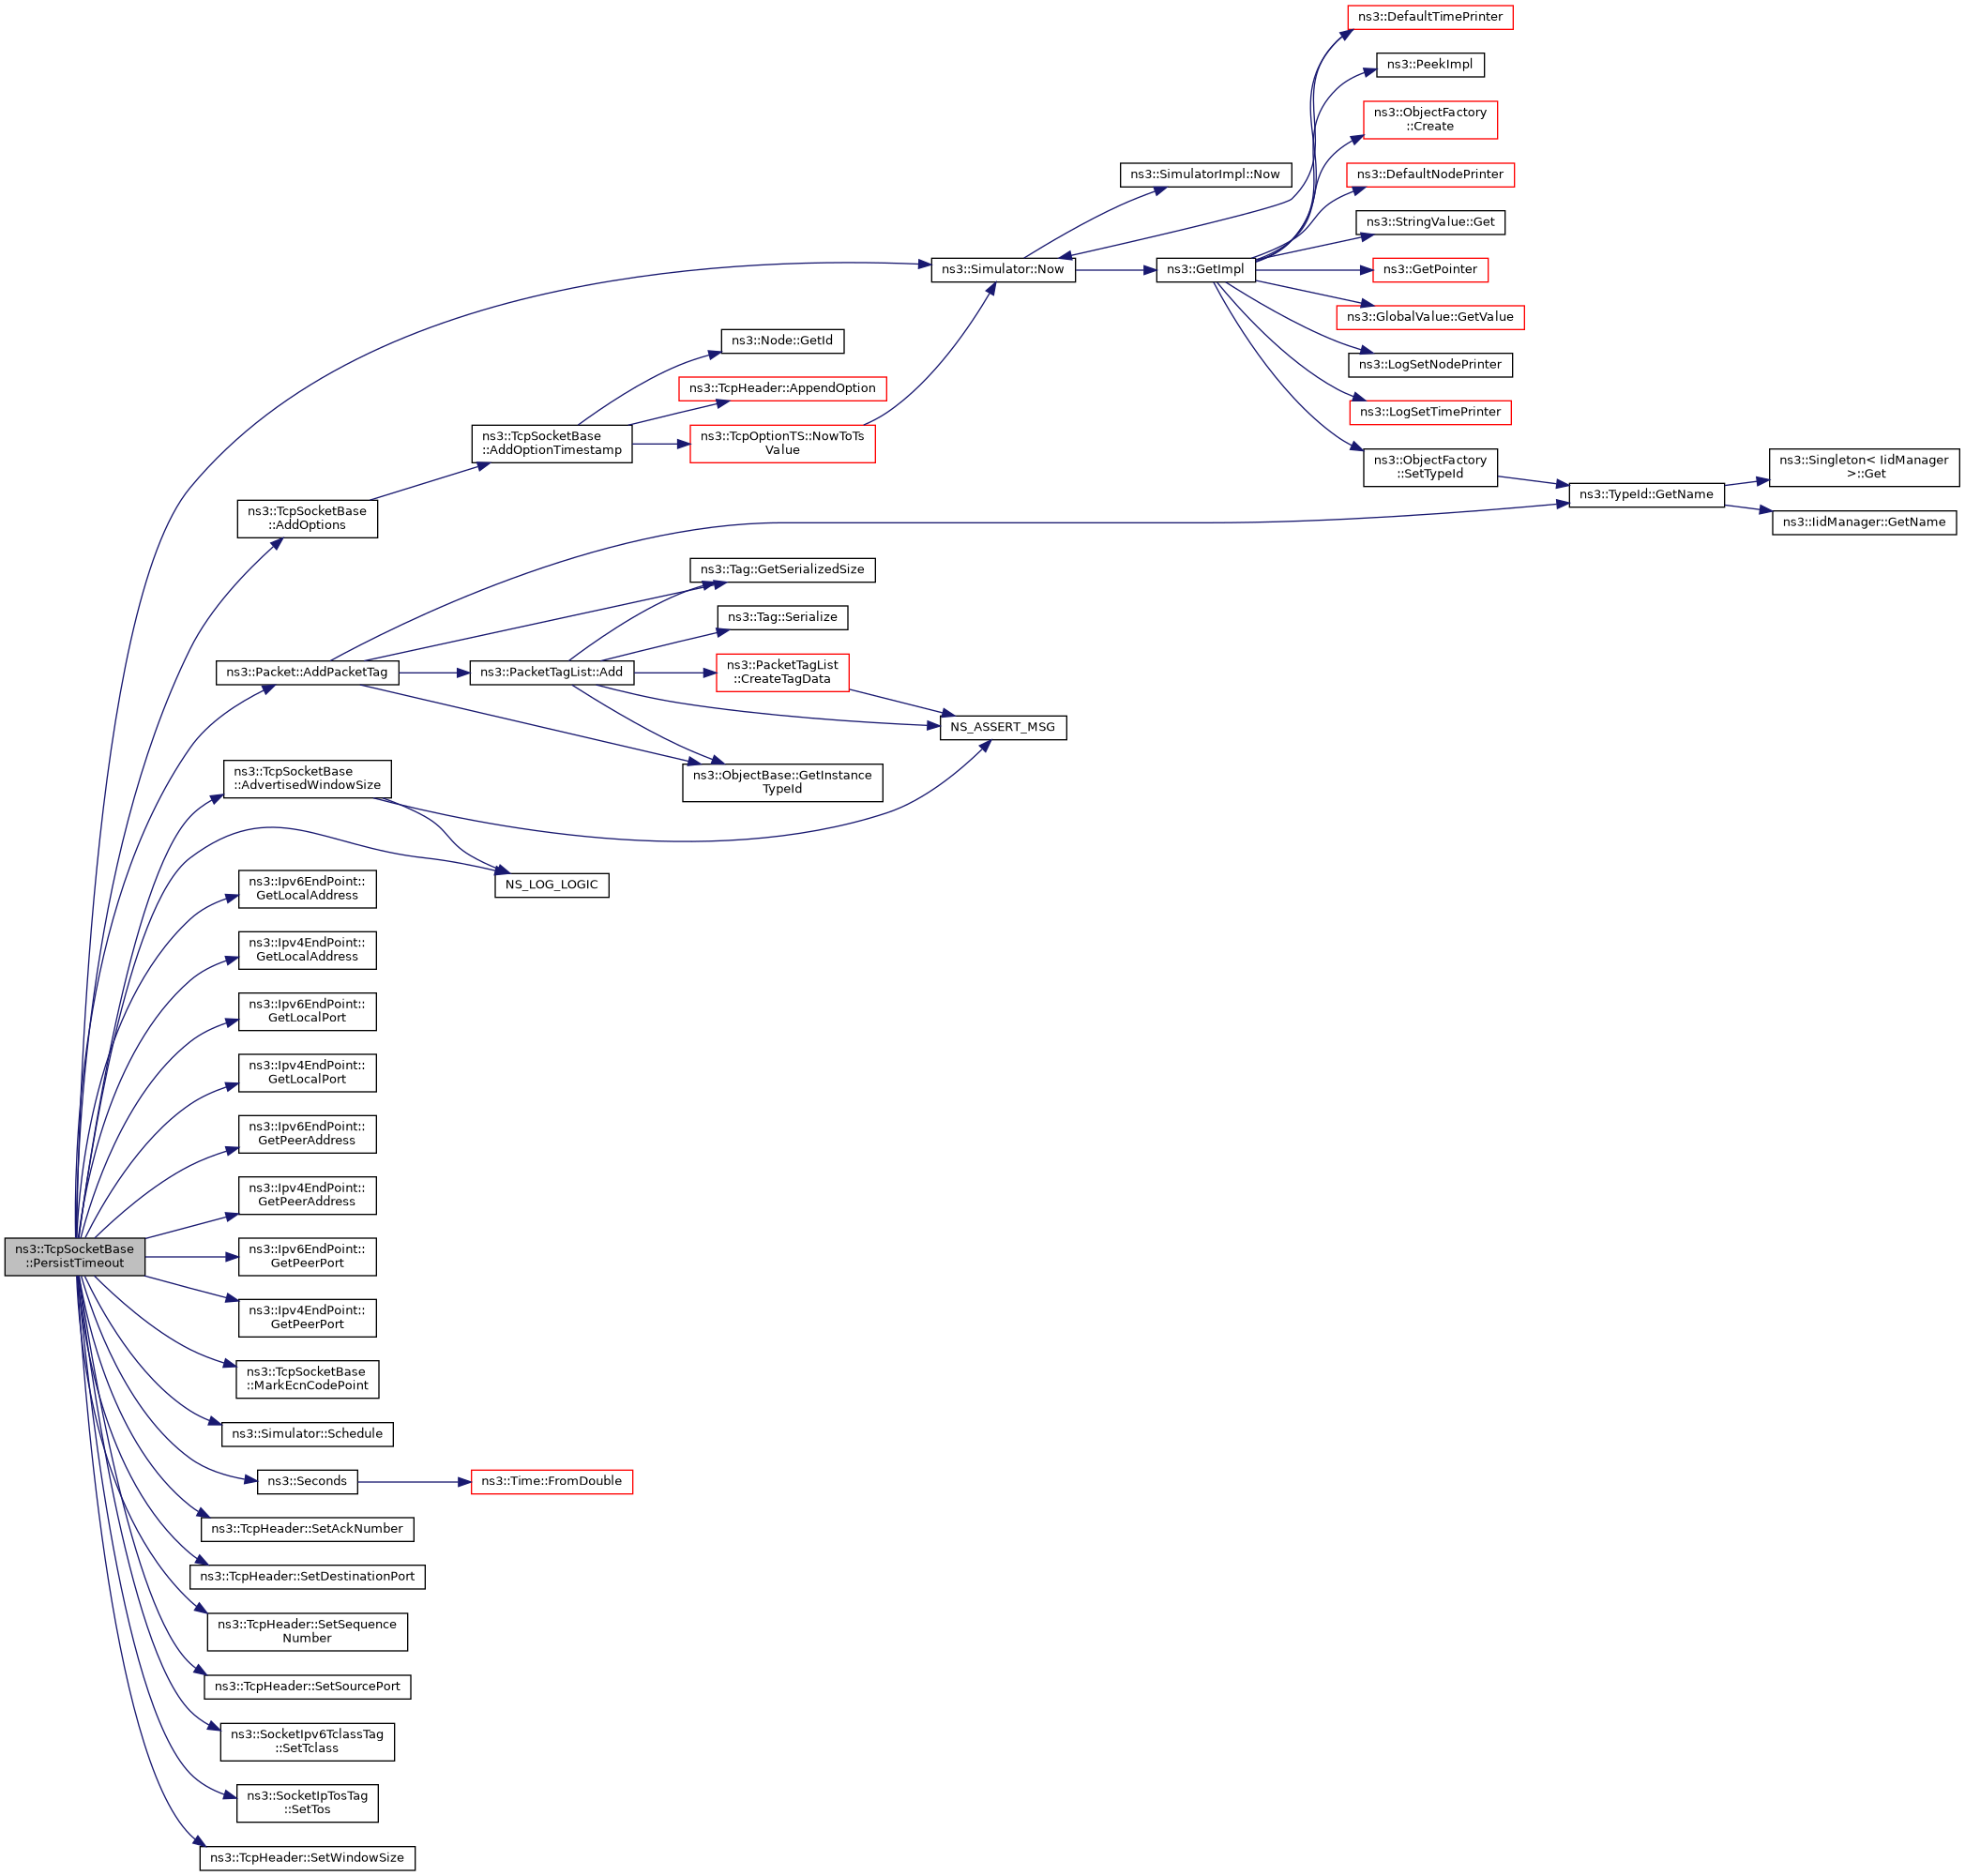 ns3::DefaultTimePrinter
ns3::PeekImpl
ns3::ObjectFactory
::Create
ns3::SimulatorImpl::Now
ns3::DefaultNodePrinter
ns3::StringValue::Get
ns3::Simulator::Now
ns3::GetImpl
ns3::GetPointer
ns3::GlobalValue::GetValue
ns3::Node::GetId
ns3::LogSetNodePrinter
ns3::TcpHeader::AppendOption
ns3::LogSetTimePrinter
ns3::TcpSocketBase
::AddOptionTimestamp
ns3::TcpOptionTS::NowToTs
Value
ns3::ObjectFactory
::SetTypeId
ns3::Singleton< IidManager
>::Get
ns3::TypeId::GetName
ns3::IidManager::GetName
ns3::TcpSocketBase
::AddOptions
ns3::Tag::GetSerializedSize
ns3::Tag::Serialize
ns3::Packet::AddPacketTag
ns3::PacketTagList::Add
ns3::PacketTagList
::CreateTagData
NS_ASSERT_MSG
ns3::ObjectBase::GetInstance
TypeId
ns3::TcpSocketBase
::AdvertisedWindowSize
NS_LOG_LOGIC
ns3::Ipv6EndPoint::
GetLocalAddress
ns3::Ipv4EndPoint::
GetLocalAddress
ns3::Ipv6EndPoint::
GetLocalPort
ns3::Ipv4EndPoint::
GetLocalPort
ns3::Ipv6EndPoint::
GetPeerAddress
ns3::Ipv4EndPoint::
GetPeerAddress
ns3::TcpSocketBase
::PersistTimeout
ns3::Ipv6EndPoint::
GetPeerPort
ns3::Ipv4EndPoint::
GetPeerPort
ns3::TcpSocketBase
::MarkEcnCodePoint
ns3::Simulator::Schedule
ns3::Seconds
ns3::Time::FromDouble
ns3::TcpHeader::SetAckNumber
ns3::TcpHeader::SetDestinationPort
ns3::TcpHeader::SetSequence
Number
ns3::TcpHeader::SetSourcePort
ns3::SocketIpv6TclassTag
::SetTclass
ns3::SocketIpTosTag
::SetTos
ns3::TcpHeader::SetWindowSize